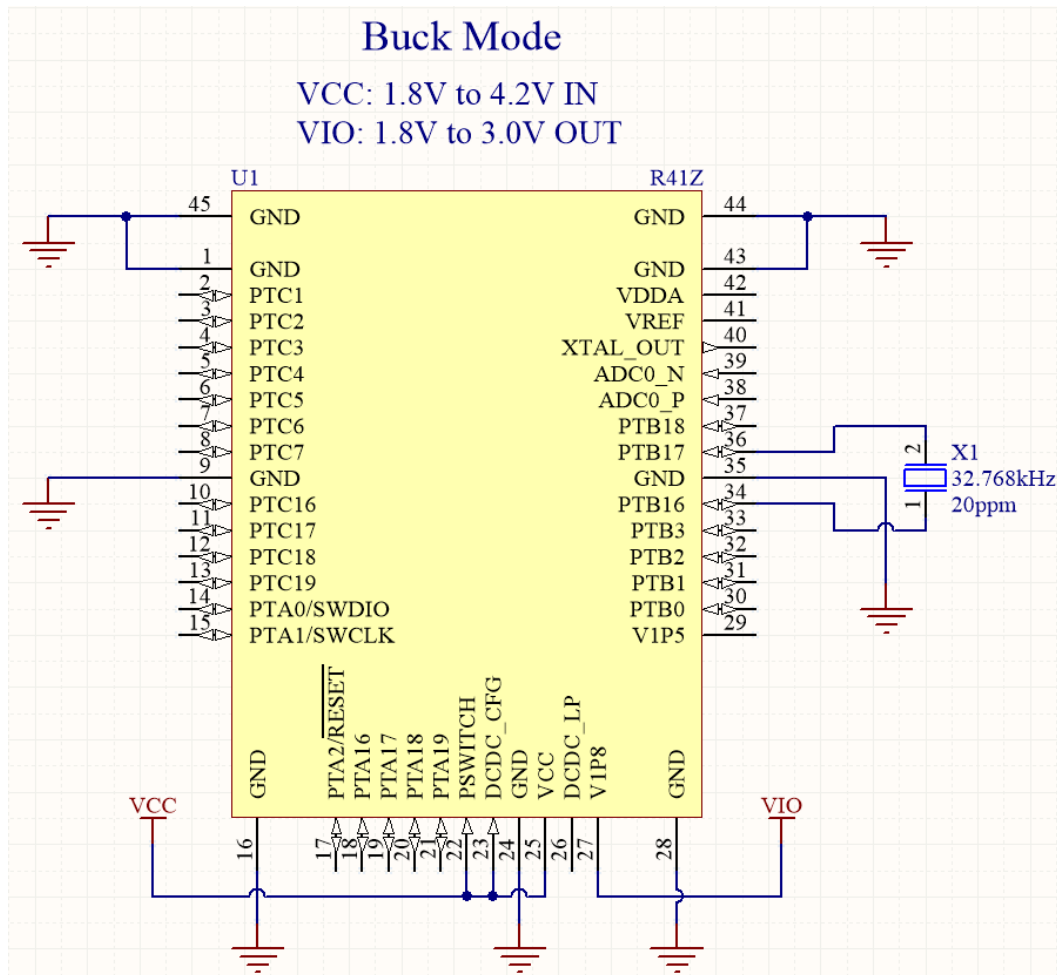 Buck Mode
VCC: 1.8V to 4.2V IN
VIO: 1.8V to 3.0V OUT
U1
R41Z
45 GND
GND 44
1 GND
GND 43
2 PTC1
VDDA 42
3 PTC2
VREF 41
4 PTC3
XTAL_OUT 40
5 PTC4
ADC0_N 39
6 PTC5
ADC0_P 38
7 PTC6
PTB18 37
8 PTC7
PTB17 36
9 GND
GND 35
10 PTC16
PTB16 34
11 PTC17
PTB3 33
12 PTC18
PTB2 32
13 PTC19
PTB1 31
14 PTA0/SWDIO
PTB0 30
15 PTA1/SWCLK
V1P5 29
2
X1
32.768kHz
20ppm
1
GND 16
PTA2/RESET 17
PTA16 18
PTA17 19
PTA18 20
PTA19 21
PSWITCH 22
DCDC_CFG 23
GND 24
VCC 25
DCDC_LP 26
V1P8 27
GND 28
VCC
VIO